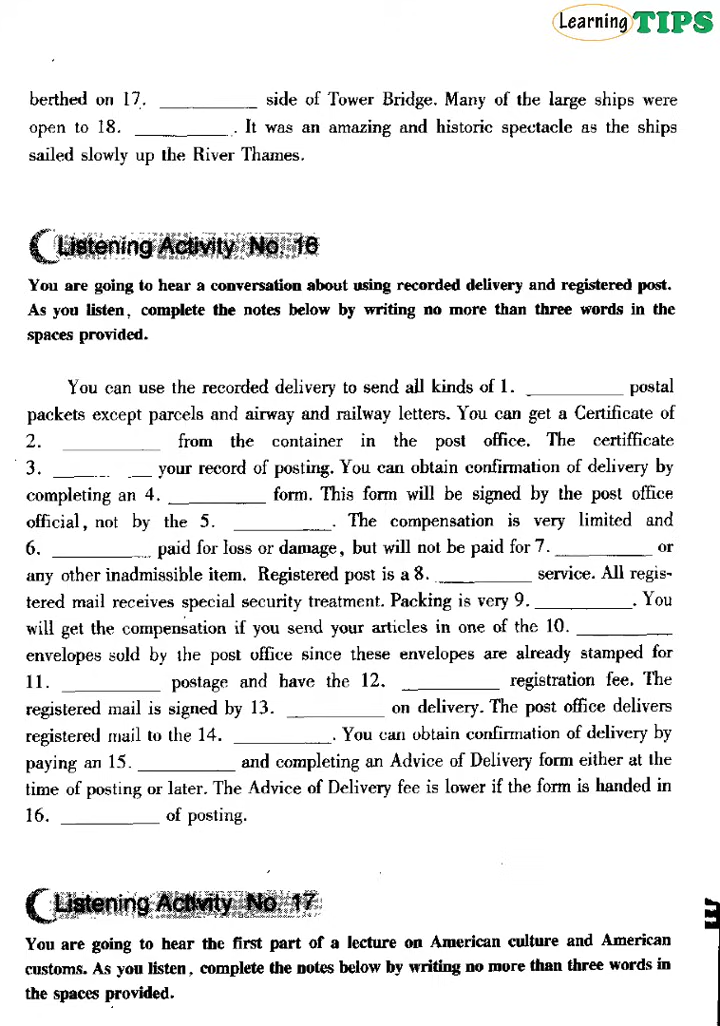 Learning TIPS
berthed on 17. __________ side of Tower Bridge. Many of the large ships were
open to 18. __________. It was an amazing and historic spectacle as the ships
sailed slowly up the River Thames.
Listening Activity No. 16
You are going to hear a conversation about using recorded delivery and registered post.
As you listen, complete the notes below by writing no more than three words in the
spaces provided.
You can use the recorded delivery to send all kinds of 1. __________ postal
packets except parcels and airway and railway letters. You can get a Certificate of
2. __________ from the container in the post office. The certifficate
3. __________ your record of posting. You can obtain confirmation of delivery by
completing an 4. __________ form. This form will be signed by the post office
official, not by the 5. __________. The compensation is very limited and
6. __________ paid for loss or damage, but will not be paid for 7. __________ or
any other inadmissible item. Registered post is a 8. __________ service. All regis-
tered mail receives special security treatment. Packing is very 9. __________. You
will get the compensation if you send your articles in one of the 10. __________
envelopes sold by the post office since these envelopes are already stamped for
11. __________ postage and have the 12. __________ registration fee. The
registered mail is signed by 13. __________ on delivery. The post office delivers
registered mail to the 14. __________. You can obtain confirmation of delivery by
paying an 15. __________ and completing an Advice of Delivery form either at the
time of posting or later. The Advice of Delivery fee is lower if the form is handed in
16. __________ of posting.
Listening Activity No. 17
You are going to hear the first part of a lecture on American culture and American
customs. As you listen, complete the notes below by writing no more than three words in
the spaces provided.